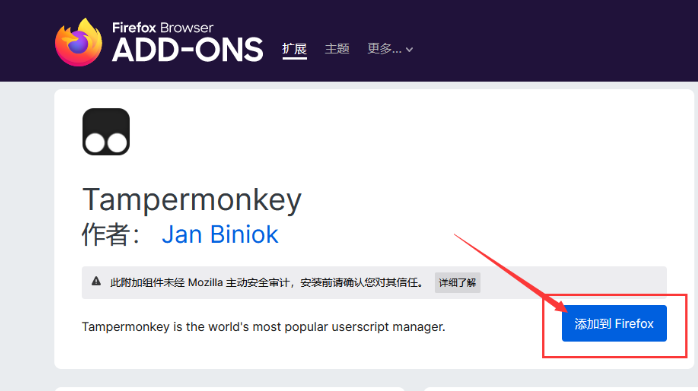 Firefox Browser
ADD-ONS 扩展 主题 更多...
Tampermonkey
作者： Jan Biniok
此附加组件未经 Mozilla 主动安全审计，安装前请确认您对其信任。 详细了解
Tampermonkey is the world's most popular userscript manager.
添加到 Firefox